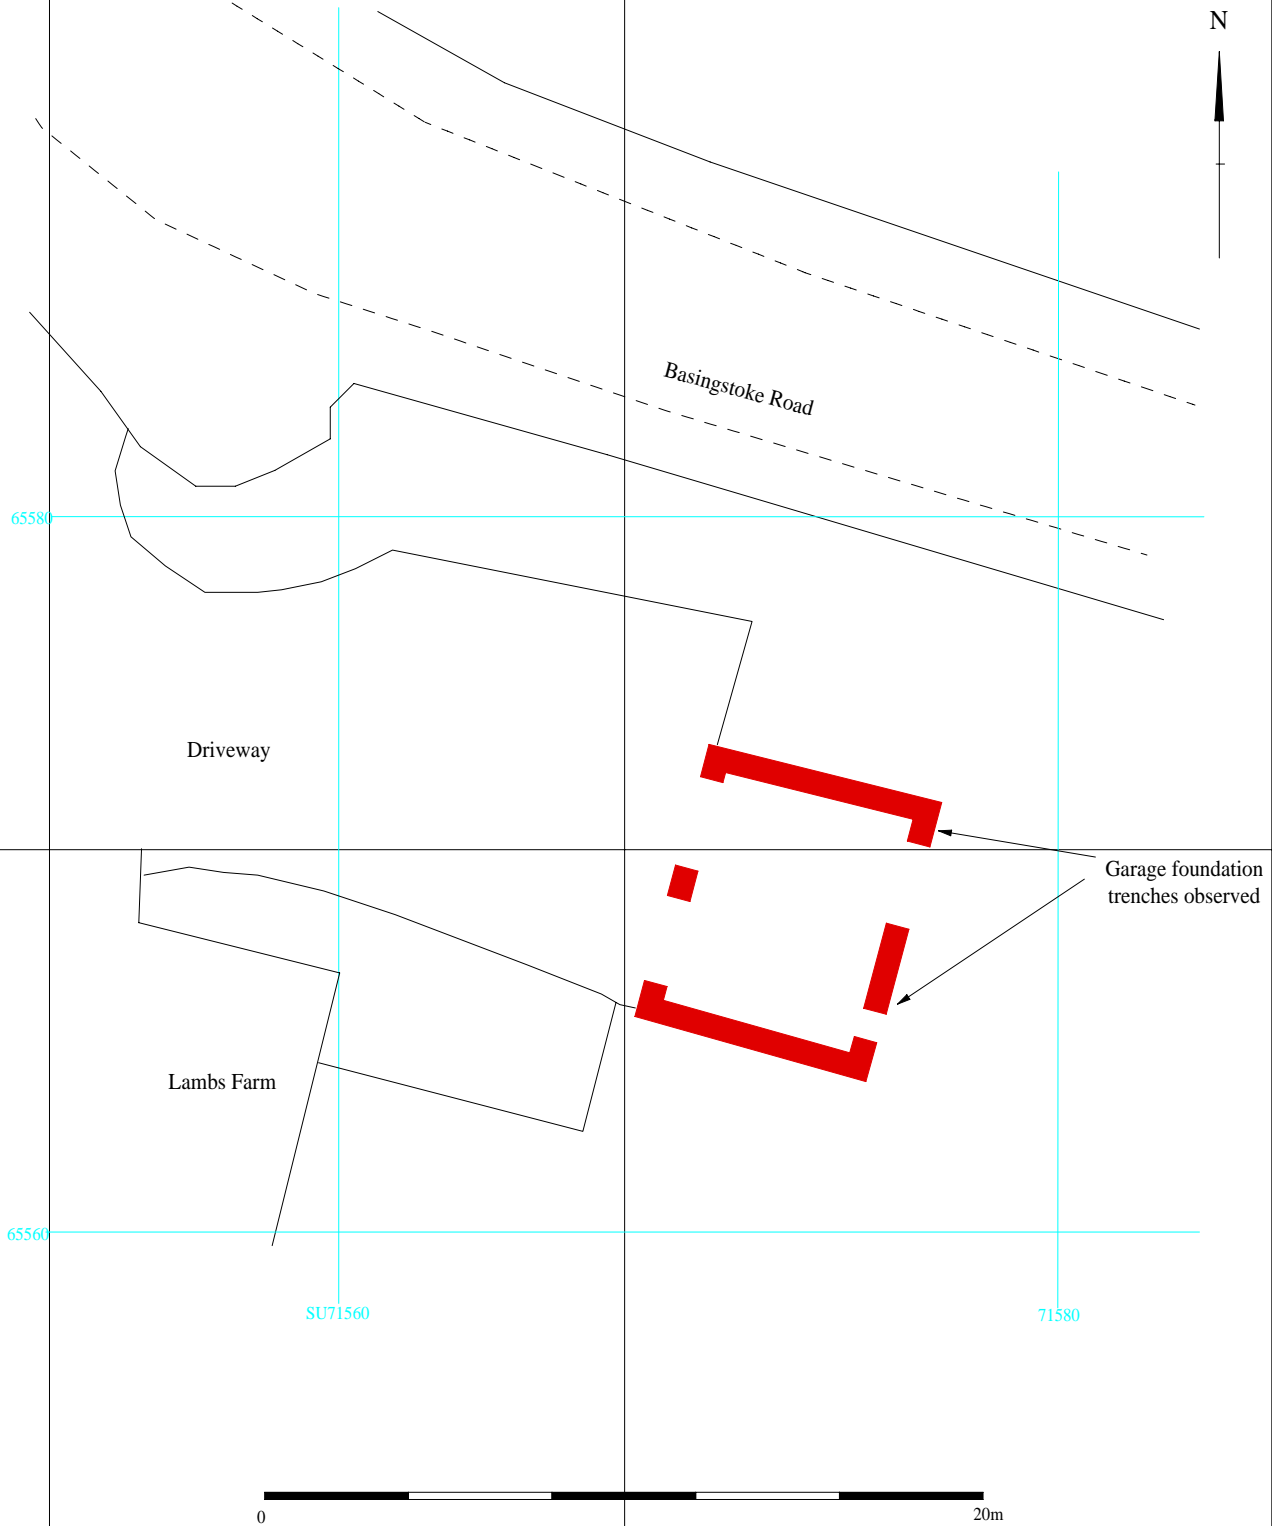 N
Basingstoke Road
65580
Driveway
Garage foundation
trenches observed
Lambs Farm
65560
SU71560
71580
0
20m